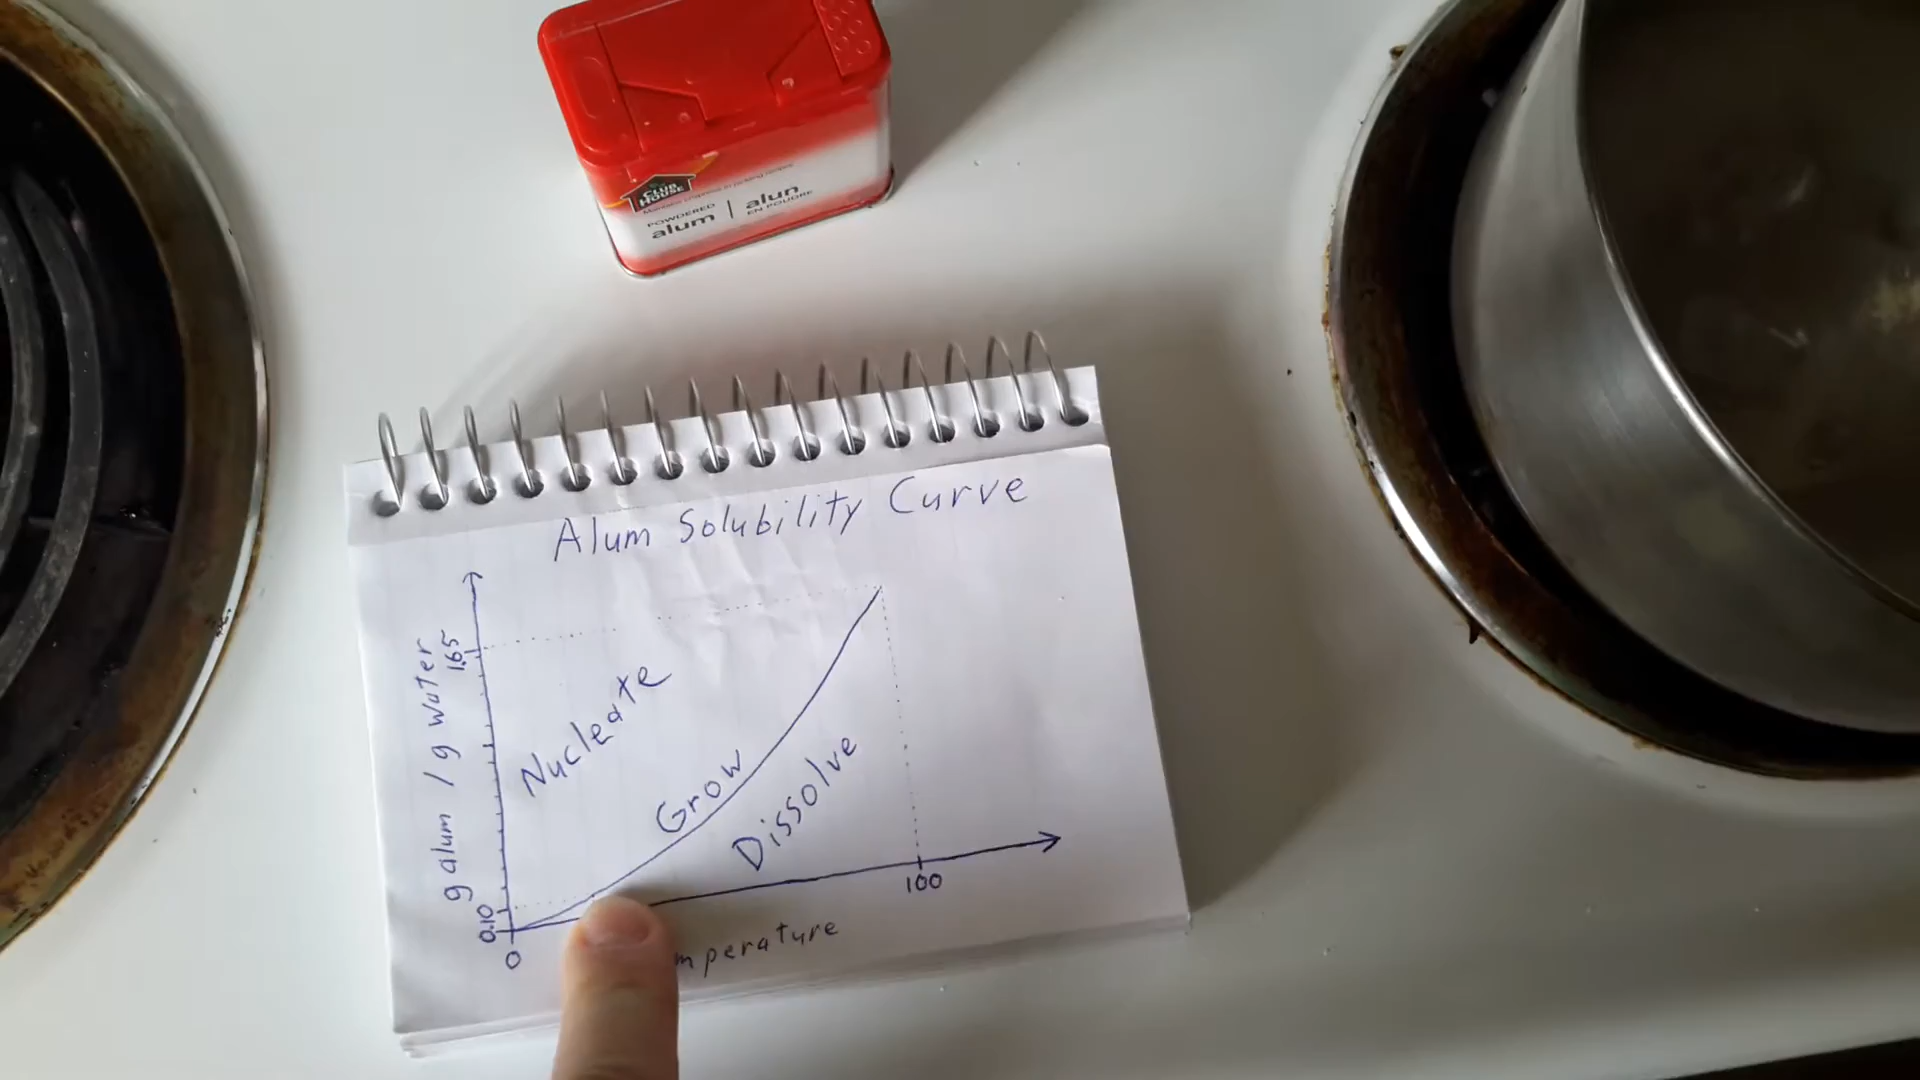 CLUB
HOUSE
POWDERED
alum
alun
EN POUDRE
Alum Solubility Curve
g alum / g water
1.65
0.10
Nucleate
Grow
Dissolve
0
100
mperature